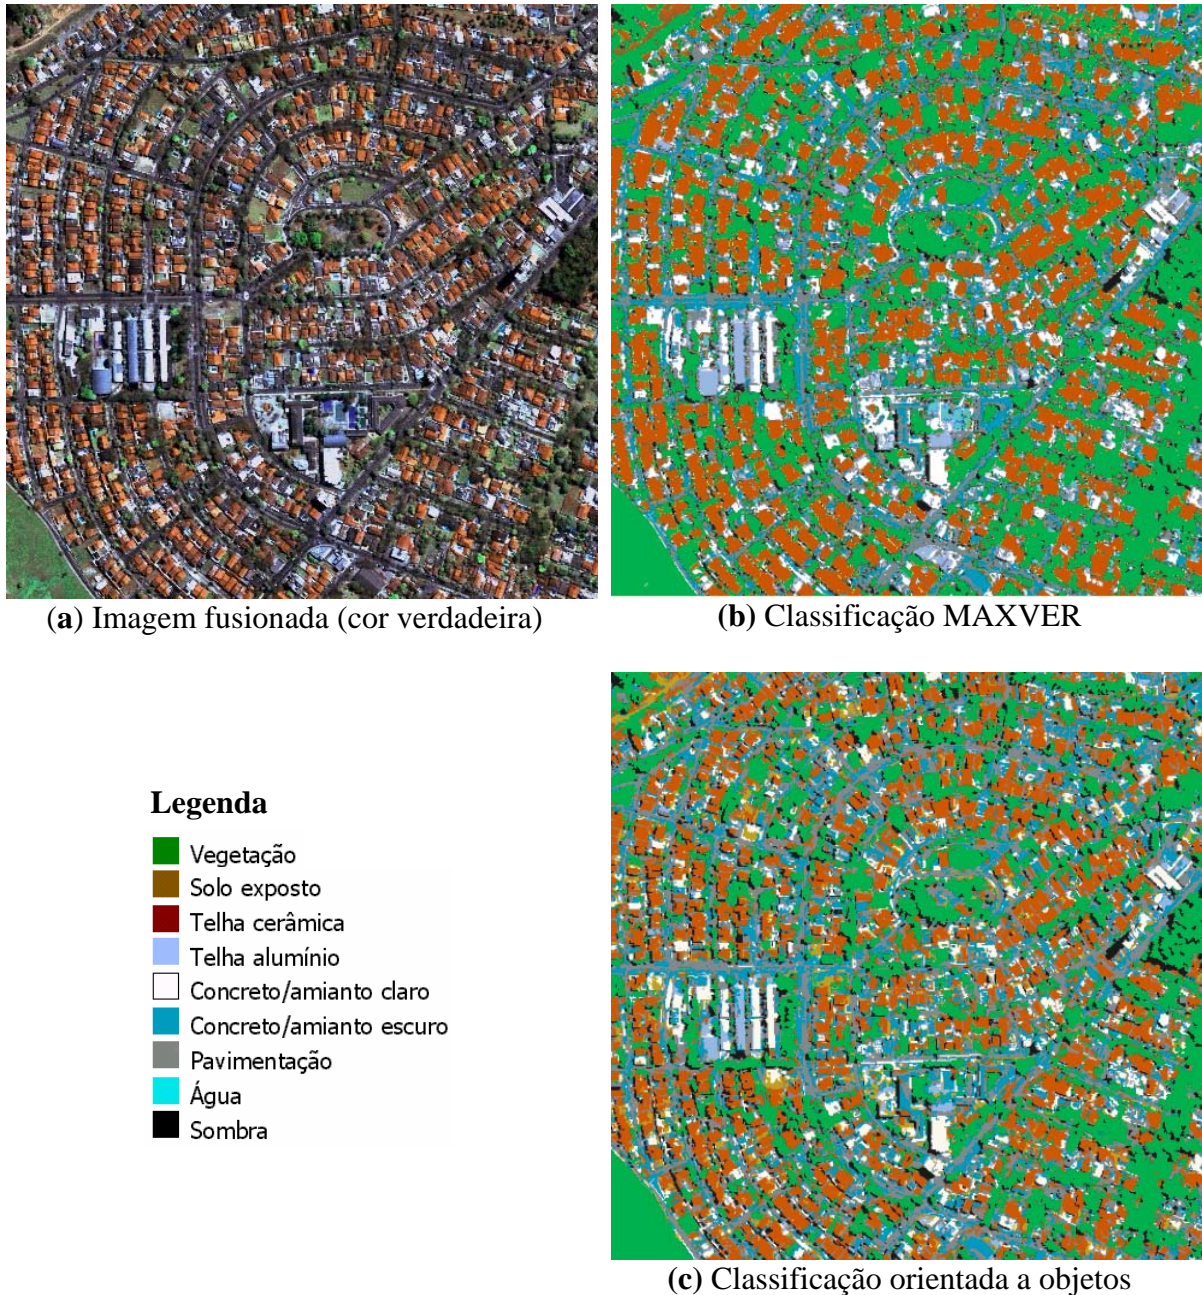 (a) Imagem fusionada (cor verdadeira)
(b) Classificação MAXVER
Legenda
Vegetação
Solo exposto
Telha cerâmica
Telha alumínio
Concreto/amianto claro
Concreto/amianto escuro
Pavimentação
Água
Sombra
(c) Classificação orientada a objetos